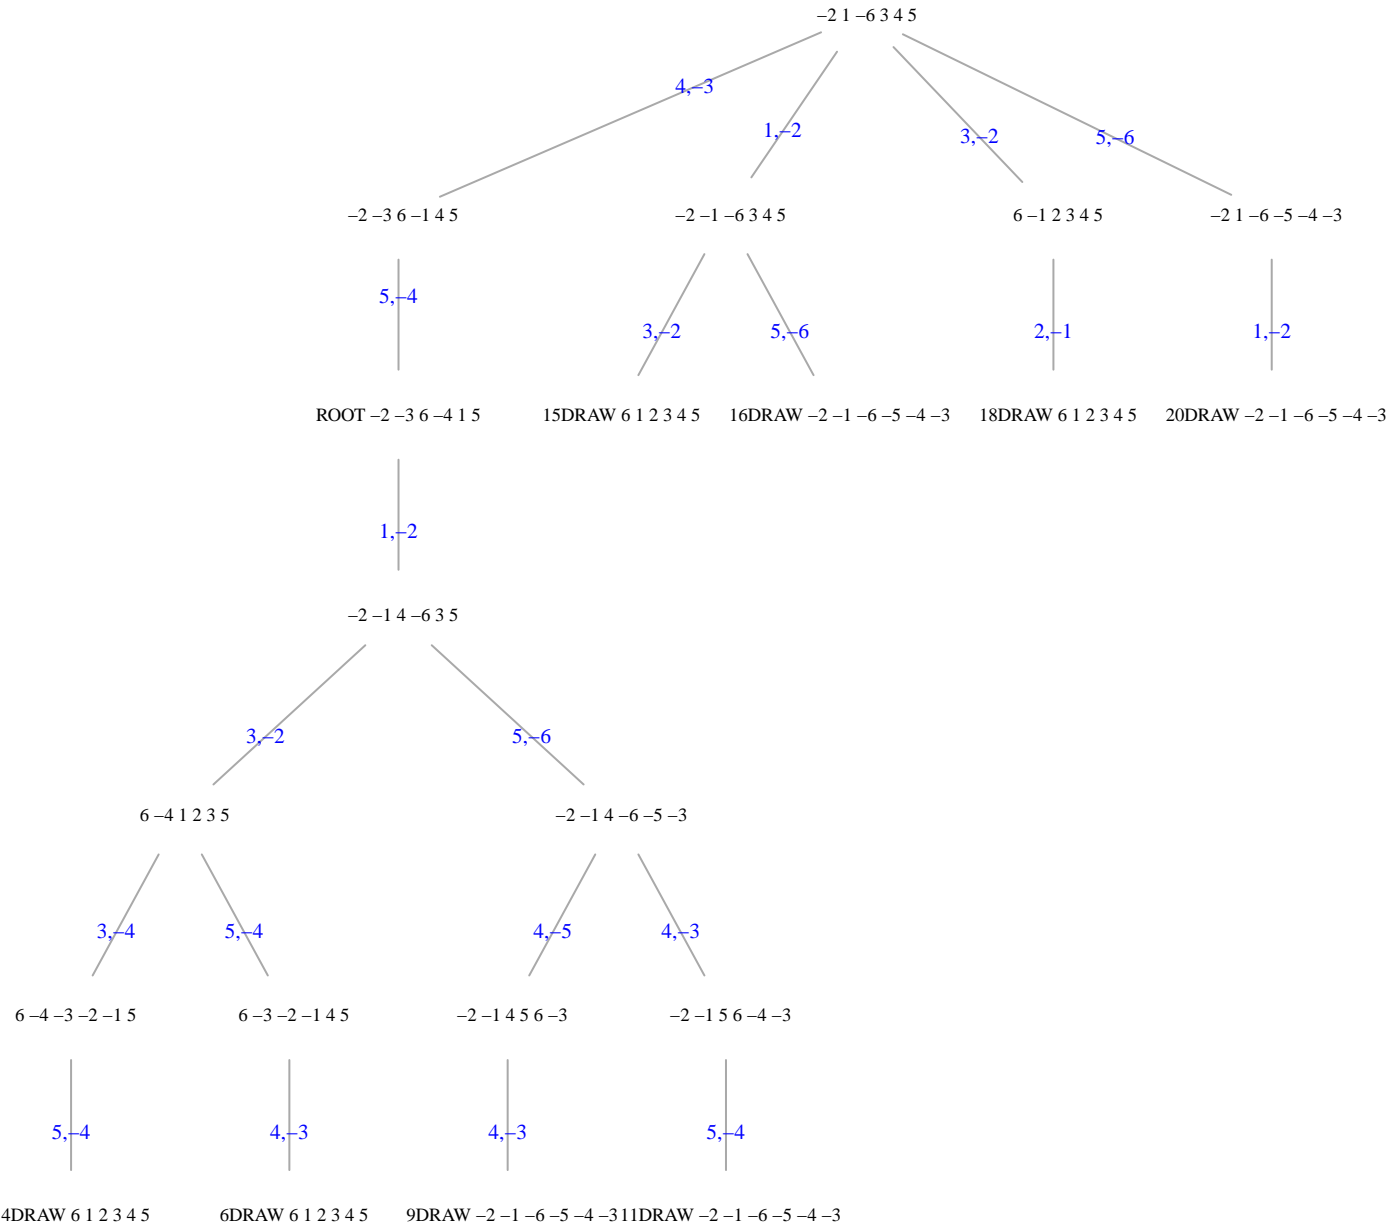 –2 1 –6 3 4 5
4,–3
1,–2
3,–2
5,–6
–2 –3 6 –1 4 5
–2 –1 –6 3 4 5
6 –1 2 3 4 5
–2 1 –6 –5 –4 –3
5,–4
3,–2
5,–6
2,–1
1,–2
ROOT –2 –3 6 –4 1 5
15DRAW 6 1 2 3 4 5
16DRAW –2 –1 –6 –5 –4 –3
18DRAW 6 1 2 3 4 5
20DRAW –2 –1 –6 –5 –4 –3
1,–2
–2 –1 4 –6 3 5
3,–2
5,–6
6 –4 1 2 3 5
–2 –1 4 –6 –5 –3
3,–4
5,–4
4,–5
4,–3
6 –4 –3 –2 –1 5
6 –3 –2 –1 4 5
–2 –1 4 5 6 –3
–2 –1 5 6 –4 –3
5,–4
4,–3
4,–3
5,–4
4DRAW 6 1 2 3 4 5
6DRAW 6 1 2 3 4 5
9DRAW –2 –1 –6 –5 –4 –3
11DRAW –2 –1 –6 –5 –4 –3